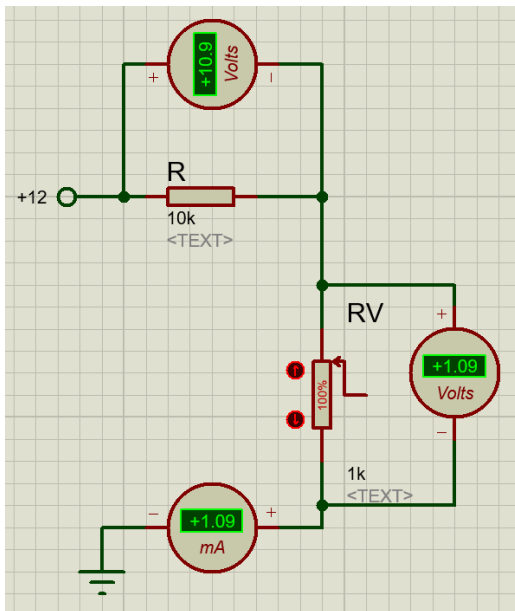 +10.9
Volts
+
−
R
+12
10k
<TEXT>
RV
+
100%
+1.09
Volts
−
1k
<TEXT>
−
+1.09
+
mA